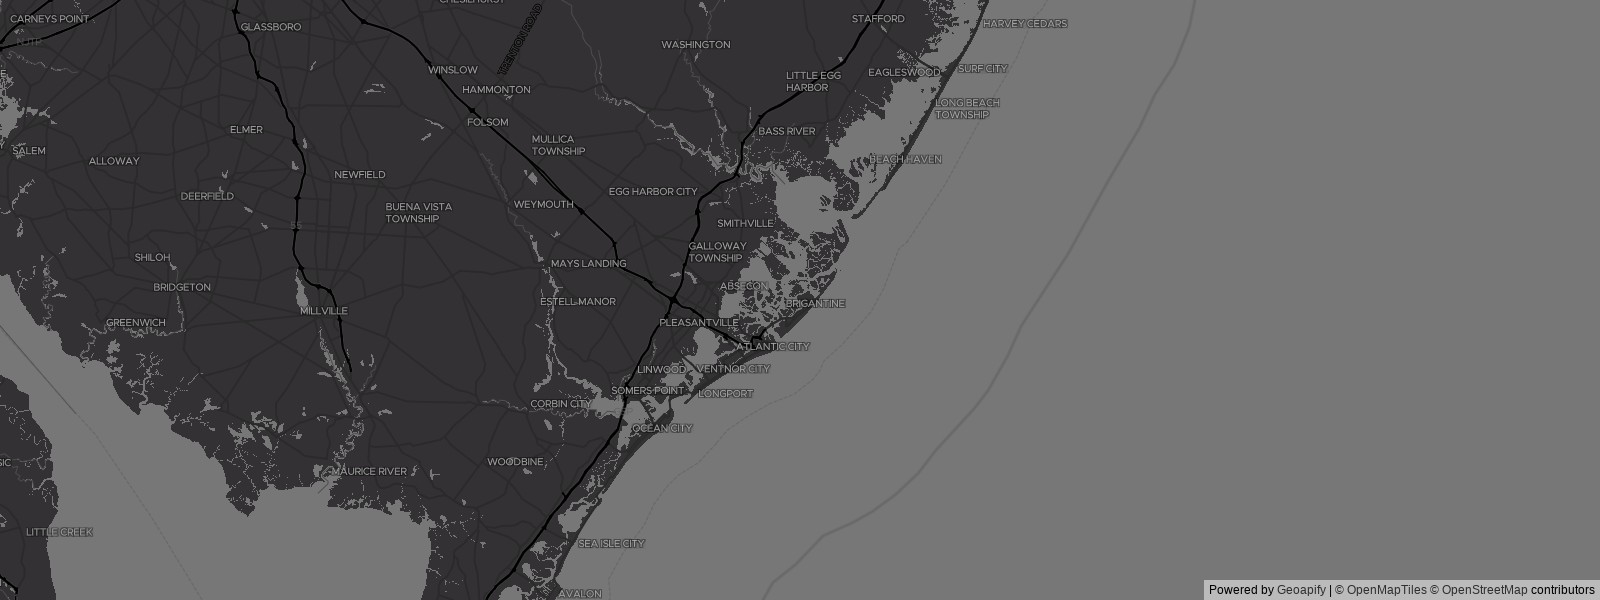 CARNEYS POINT
GLASSBORO
CHESILHURST
TRENTON ROAD
STAFFORD
HARVEY CEDARS
NJTP
WASHINGTON
WINSLOW
EAGLESWOOD
SURF CITY
LITTLE EGG
HARBOR
HAMMONTON
LONG BEACH
TOWNSHIP
FOLSOM
ELMER
BASS RIVER
MULLICA
TOWNSHIP
SALEM
ALLOWAY
BEACH HAVEN
NEWFIELD
EGG HARBOR CITY
DEERFIELD
BUENA VISTA
TOWNSHIP
WEYMOUTH
55
SMITHVILLE
GALLOWAY
TOWNSHIP
SHILOH
MAYS LANDING
BRIDGETON
ABSECON
ESTELL MANOR
BRIGANTINE
MILLVILLE
GREENWICH
PLEASANTVILLE
ATLANTIC CITY
LINWOOD
VENTNOR CITY
SOMERS POINT
LONGPORT
CORBIN CITY
OCEAN CITY
WOODBINE
MAURICE RIVER
LITTLE CREEK
SEA ISLE CITY
AVALON
Powered by Geoapify | © OpenMapTiles © OpenStreetMap contributors